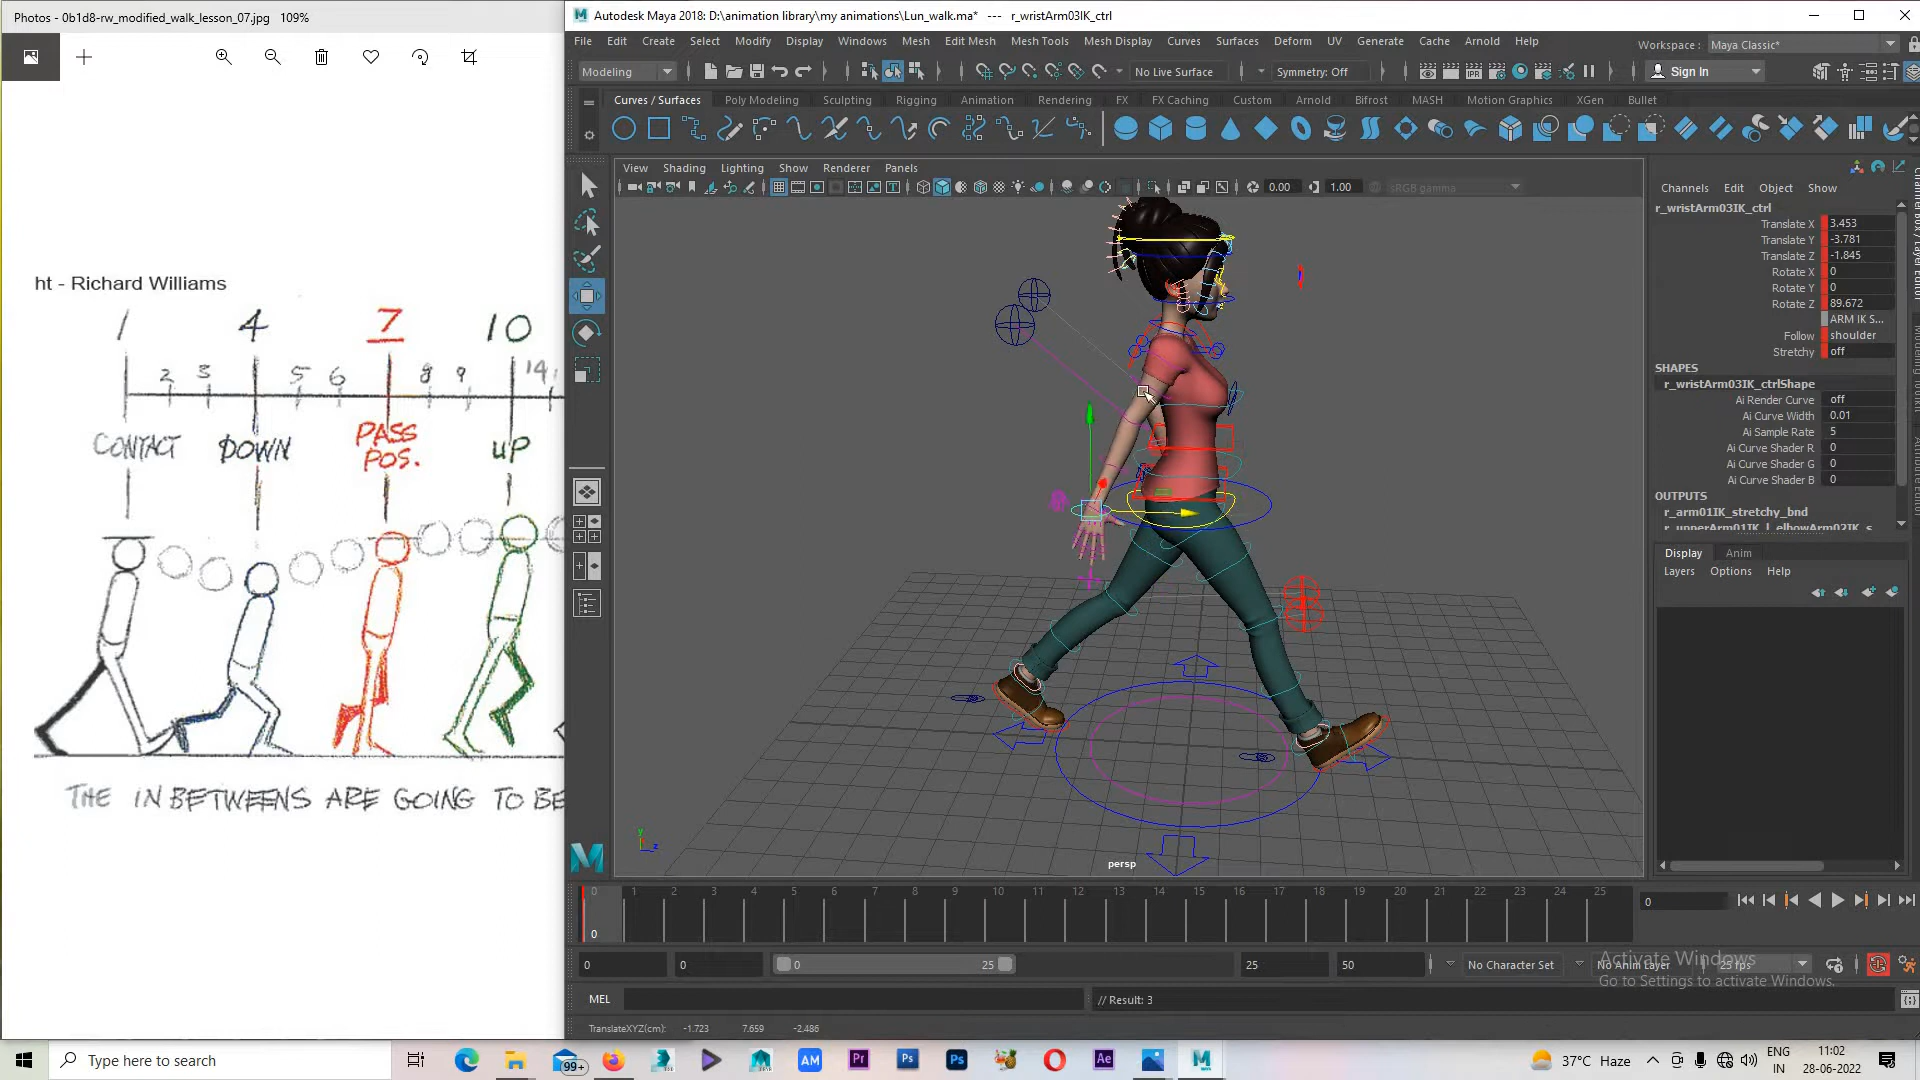 Photos - 0b1d8-rw_modified_walk_lesson_07.jpg   109%
ht - Richard Williams
1 4 7 10
2 3 5 6 8 9
CONTACT DOWN PASS POS. UP
THE INBETWEENS ARE GOING TO BE
Autodesk Maya 2018: D:\animation library\my animations\Lun_walk.ma*   ---   r_wristArm03IK_ctrl
File Edit Create Select Modify Display Windows Mesh Edit Mesh Mesh Tools Mesh Display Curves Surfaces Deform UV Generate Cache Arnold Help
Workspace : Maya Classic*
Modeling
No Live Surface
Symmetry: Off
Sign In
Curves / Surfaces Poly Modeling Sculpting Rigging Animation Rendering FX FX Caching Custom Arnold Bifrost MASH Motion Graphics XGen Bullet
View Shading Lighting Show Renderer Panels
0.00 1.00 sRGB gamma
persp
Channels Edit Object Show
r_wristArm03IK_ctrl
Translate X 3.453
Translate Y -3.781
Translate Z -1.845
Rotate X 0
Rotate Y 0
Rotate Z 89.672
ARM IK S...
Follow shoulder
Stretchy off
SHAPES
r_wristArm03IK_ctrlShape
Ai Render Curve off
Ai Curve Width 0.01
Ai Sample Rate 5
Ai Curve Shader R 0
Ai Curve Shader G 0
Ai Curve Shader B 0
OUTPUTS
r_arm01IK_stretchy_bnd
Display Anim
Layers Options Help
0 1 2 3 4 5 6 7 8 9 10 11 12 13 14 15 16 17 18 19 20 21 22 23 24 25
0
0
0 0 0 25 25 50
No Character Set
No Anim Layer
25 fps
Activate Windows
Go to Settings to activate Windows.
MEL
// Result: 3
TranslateXYZ(cm): -1.723 7.659 -2.486
Type here to search
99+
AM Pr Ps Ps Ae
37°C Haze
ENG
IN
11:02
28-06-2022